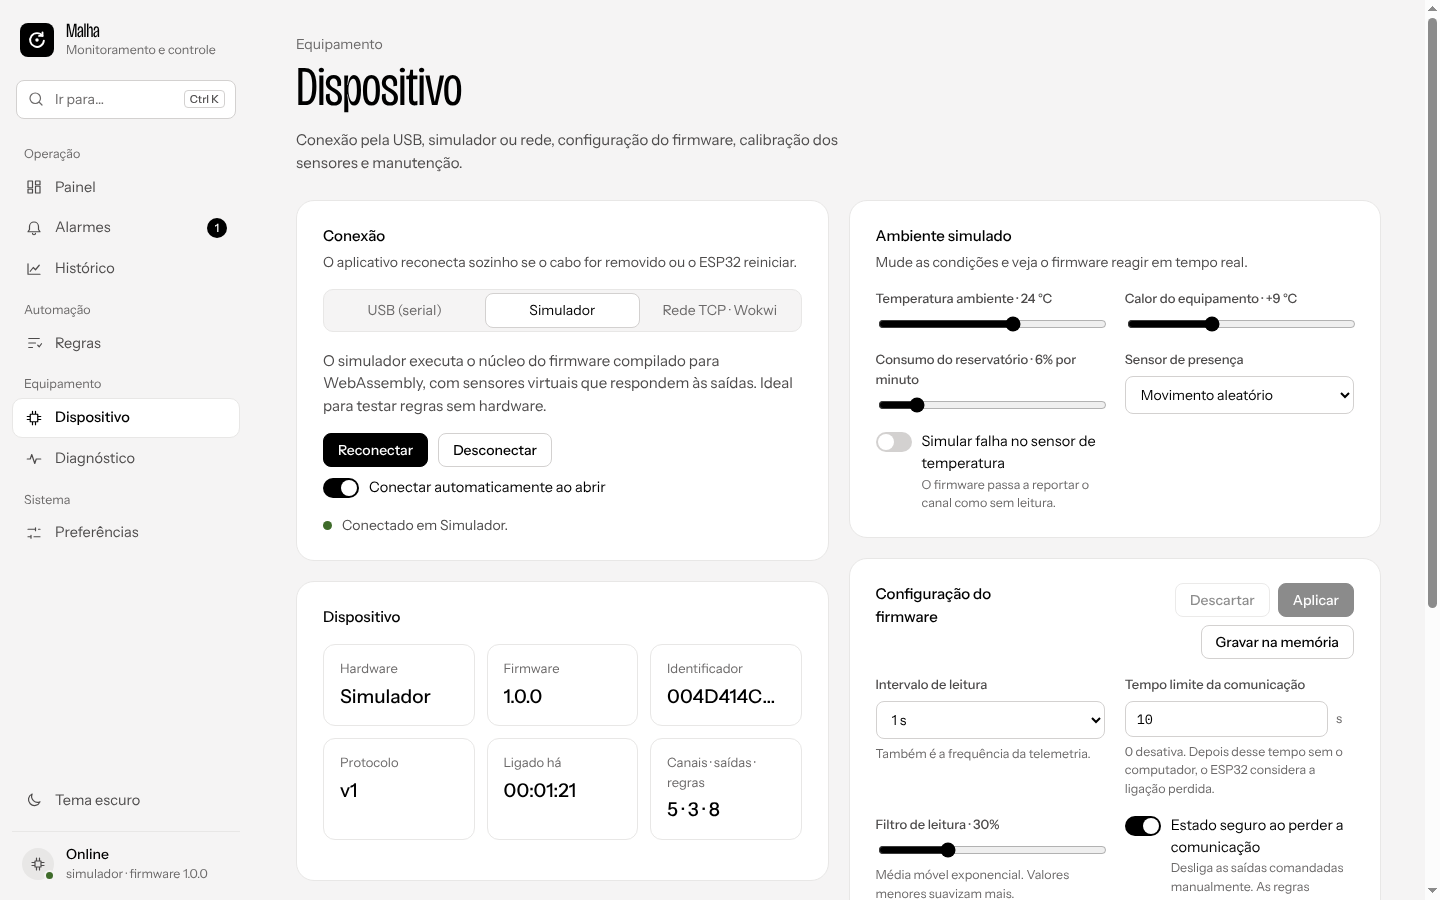 Malha
Monitoramento e controle
Ir para...
Ctrl K
Operação
Painel
Alarmes
1
Histórico
Automação
Regras
Equipamento
Dispositivo
Diagnóstico
Sistema
Preferências
Tema escuro
Online
simulador · firmware 1.0.0
Equipamento
Dispositivo
Conexão pela USB, simulador ou rede, configuração do firmware, calibração dos
sensores e manutenção.
Conexão
O aplicativo reconecta sozinho se o cabo for removido ou o ESP32 reiniciar.
USB (serial)
Simulador
Rede TCP · Wokwi
O simulador executa o núcleo do firmware compilado para
WebAssembly, com sensores virtuais que respondem às saídas. Ideal
para testar regras sem hardware.
Reconectar
Desconectar
Conectar automaticamente ao abrir
Conectado em Simulador.
Dispositivo
Hardware
Simulador
Firmware
1.0.0
Identificador
004D414C...
Protocolo
v1
Ligado há
00:01:21
Canais · saídas ·
regras
5 · 3 · 8
Ambiente simulado
Mude as condições e veja o firmware reagir em tempo real.
Temperatura ambiente · 24 °C
Calor do equipamento · +9 °C
Consumo do reservatório · 6% por
minuto
Sensor de presença
Movimento aleatório
Simular falha no sensor de
temperatura
O firmware passa a reportar o
canal como sem leitura.
Configuração do
firmware
Descartar
Aplicar
Gravar na memória
Intervalo de leitura
1 s
Também é a frequência da telemetria.
Tempo limite da comunicação
10
s
0 desativa. Depois desse tempo sem o
computador, o ESP32 considera a
ligação perdida.
Filtro de leitura · 30%
Média móvel exponencial. Valores
menores suavizam mais.
Estado seguro ao perder a
comunicação
Desliga as saídas comandadas
manualmente. As regras